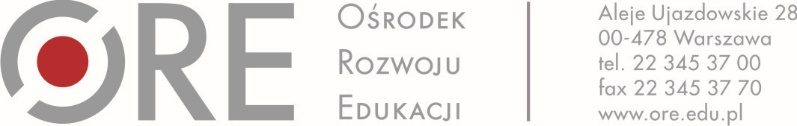 ORE
Ośrodek
Rozwoju
Edukacji
Aleje Ujazdowskie 28
00-478 Warszawa
tel. 22 345 37 00
fax 22 345 37 70
www.ore.edu.pl